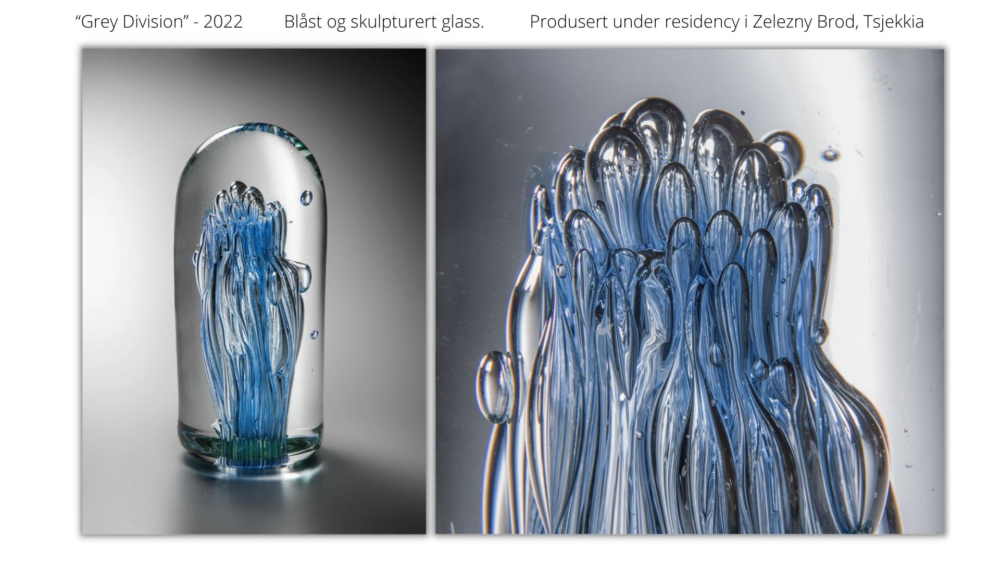 “Grey Division” - 2022 Blåst og skulpturert glass. Produsert under residency i Zelezny Brod, Tsjekkia